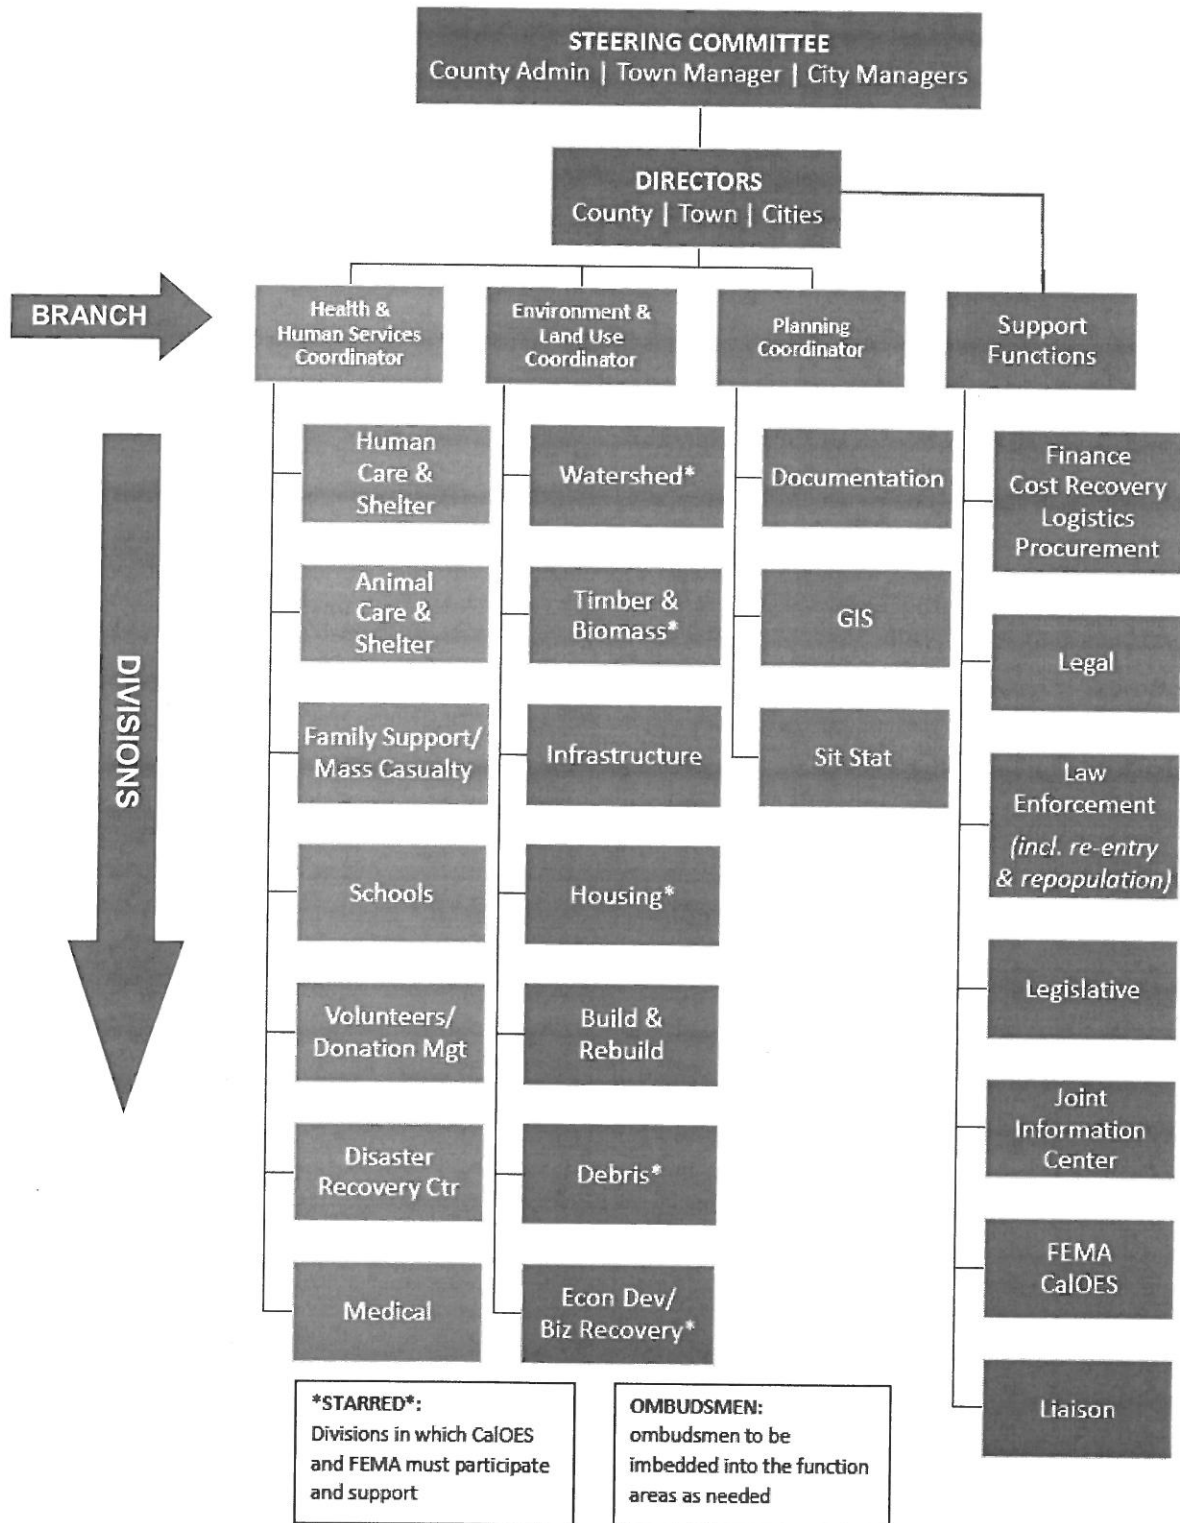 STEERING COMMITTEE
County Admin | Town Manager | City Managers
DIRECTORS
County | Town | Cities
BRANCH
Health &
Human Services
Coordinator
Environment &
Land Use
Coordinator
Planning
Coordinator
Support
Functions
DIVISIONS
Human
Care &
Shelter
Animal
Care &
Shelter
Family Support/
Mass Casualty
Schools
Volunteers/
Donation Mgt
Disaster
Recovery Ctr
Medical
Watershed*
Timber &
Biomass*
Infrastructure
Housing*
Build &
Rebuild
Debris*
Econ Dev/
Biz Recovery*
Documentation
GIS
Sit Stat
Finance
Cost Recovery
Logistics
Procurement
Legal
Law
Enforcement
(incl. re-entry
& repopulation)
Legislative
Joint
Information
Center
FEMA
CalOES
Liaison
*STARRED*:
Divisions in which CalOES
and FEMA must participate
and support
OMBUDSMEN:
ombudsmen to be
imbedded into the function
areas as needed